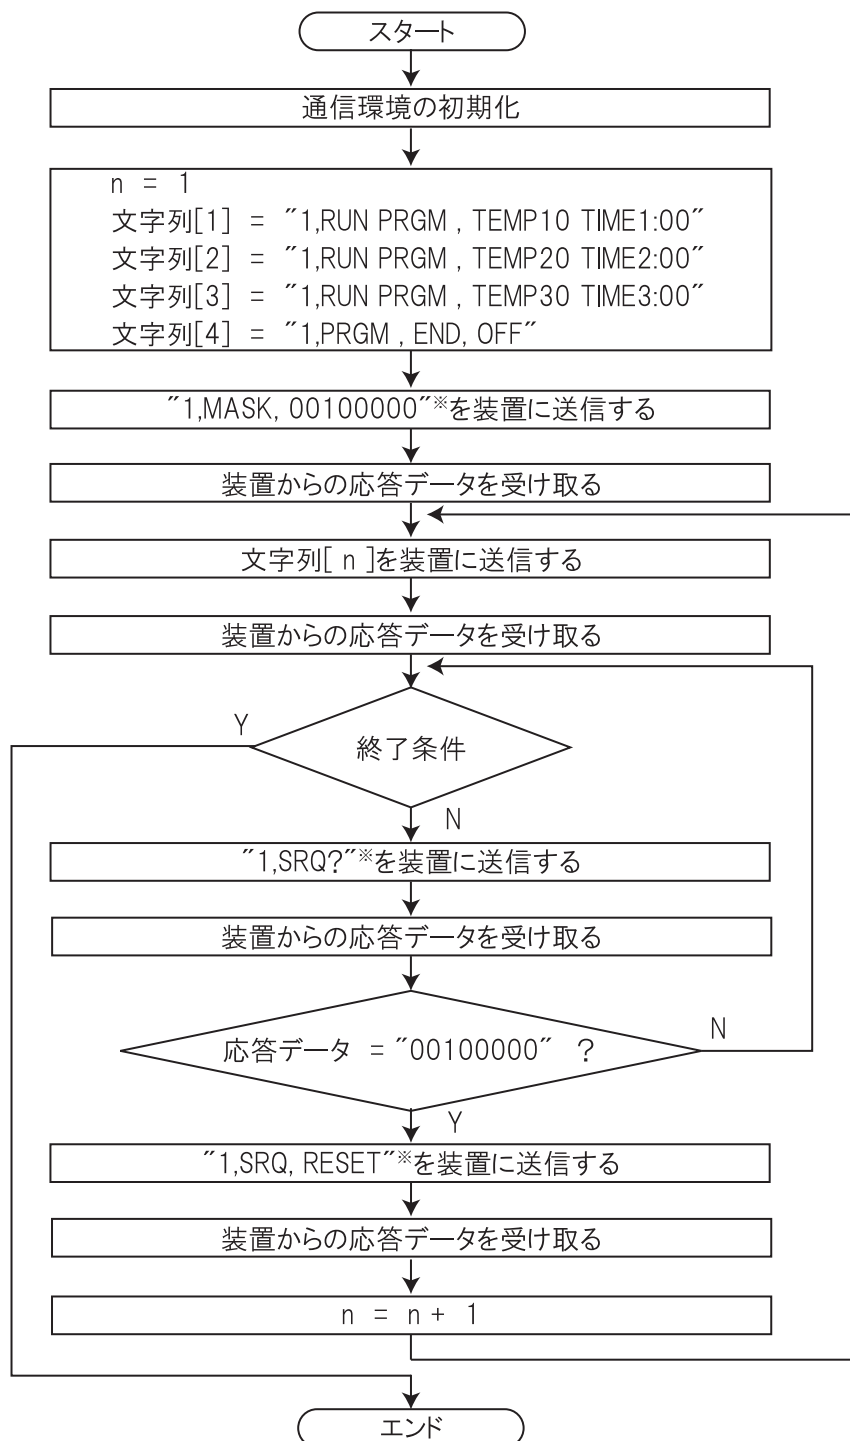 スタート
通信環境の初期化
n = 1
文字列[1] = "1,RUN PRGM , TEMP10 TIME1:00"
文字列[2] = "1,RUN PRGM , TEMP20 TIME2:00"
文字列[3] = "1,RUN PRGM , TEMP30 TIME3:00"
文字列[4] = "1,PRGM , END, OFF"
"1,MASK, 00100000"※を装置に送信する
装置からの応答データを受け取る
文字列[ n ]を装置に送信する
装置からの応答データを受け取る
Y
終了条件
N
"1,SRQ?"※を装置に送信する
装置からの応答データを受け取る
N
応答データ = "00100000" ?
Y
"1,SRQ, RESET"※を装置に送信する
装置からの応答データを受け取る
n = n + 1
エンド